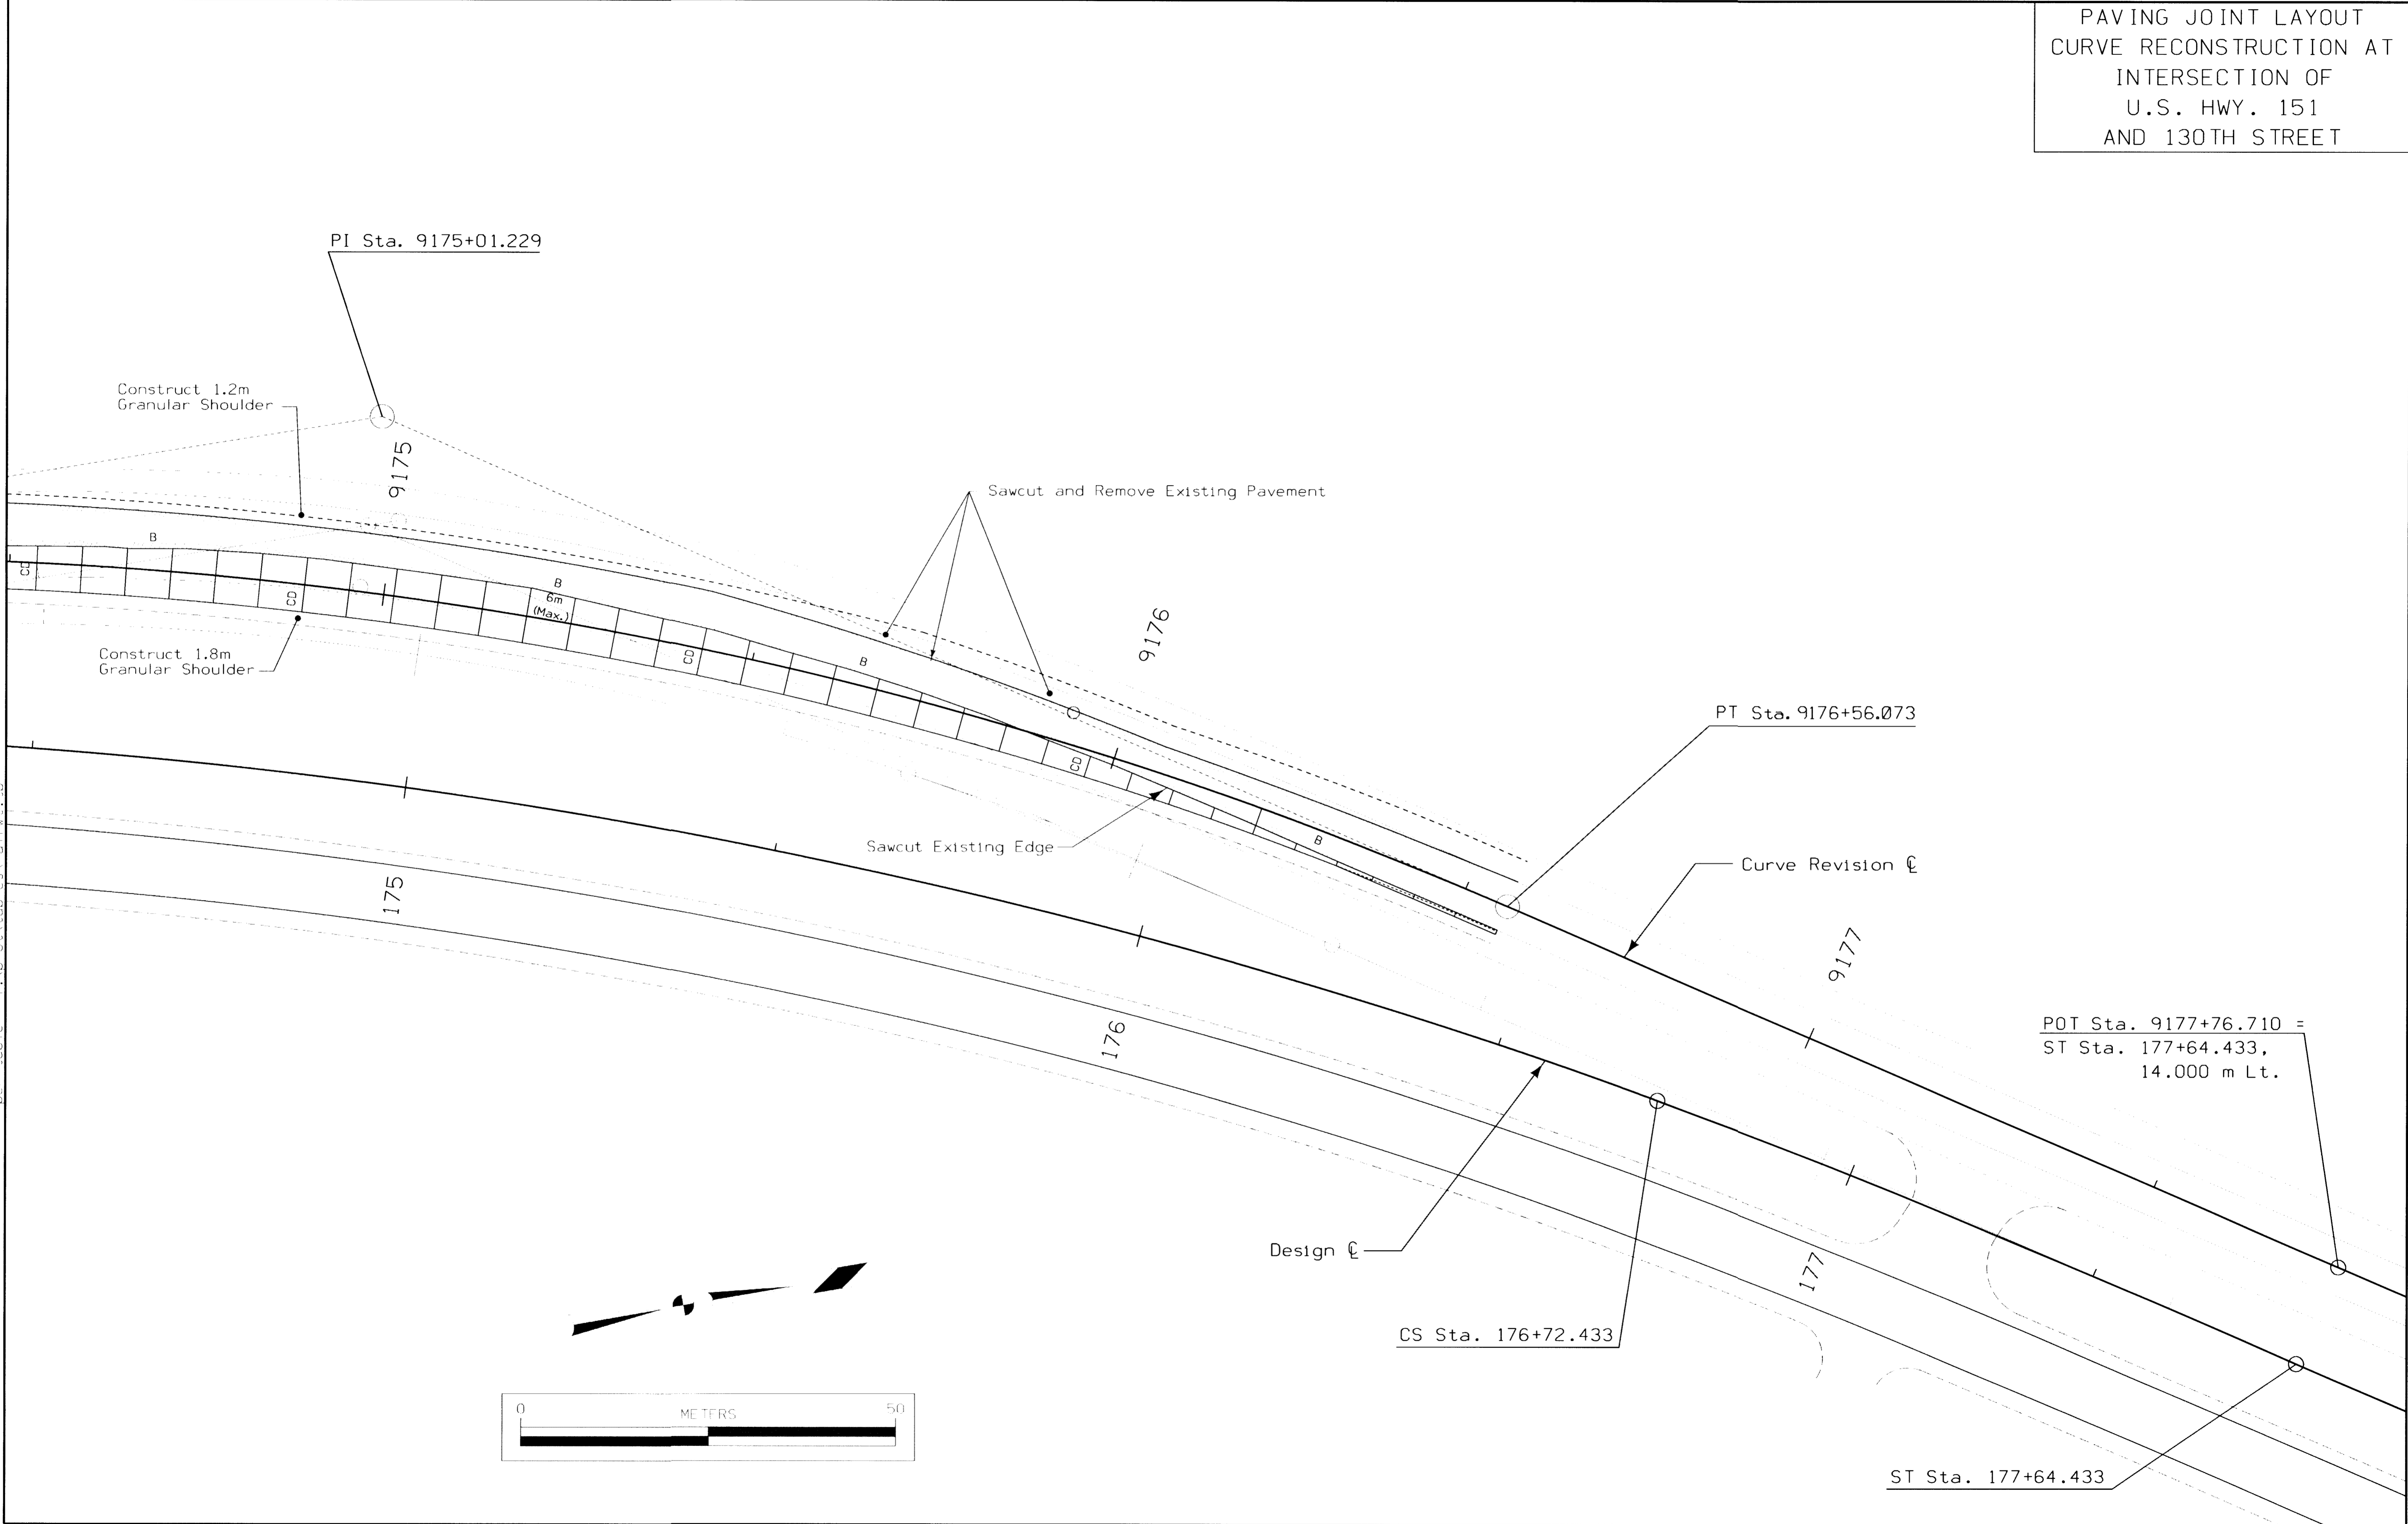 PAVING JOINT LAYOUT
CURVE RECONSTRUCTION AT
INTERSECTION OF
U.S. HWY. 151
AND 130TH STREET
PI Sta. 9175+01.229
Construct 1.2m
Granular Shoulder
9175
Sawcut and Remove Existing Pavement
B
CD
CD
B
6m
(Max.)
CD
B
9176
Construct 1.8m
Granular Shoulder
PT Sta. 9176+56.073
CD
Sawcut Existing Edge
B
Curve Revision ℄
175
9177
176
POT Sta. 9177+76.710 =
ST Sta. 177+64.433,
14.000 m Lt.
Design ℄
177
CS Sta. 176+72.433
0
METERS
50
ST Sta. 177+64.433